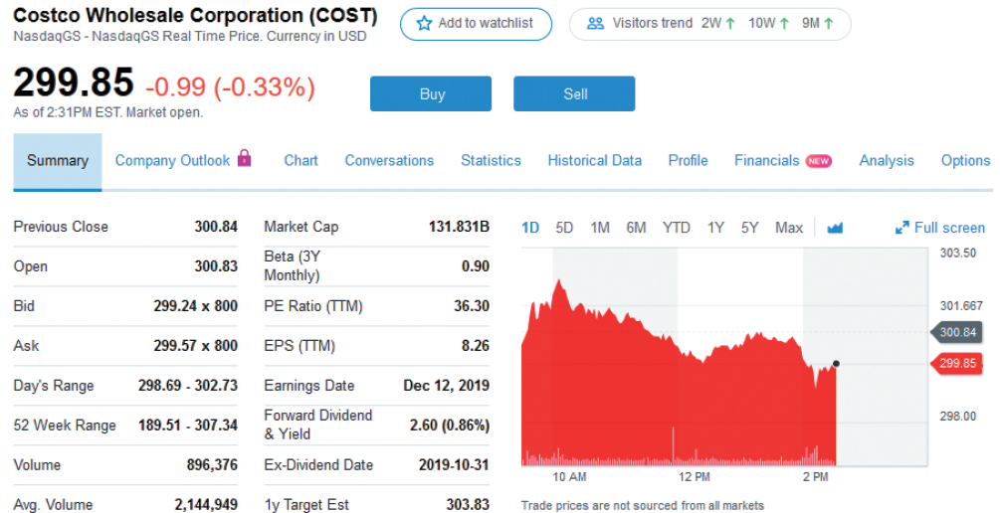 Costco Wholesale Corporation (COST)
NasdaqGS - NasdaqGS Real Time Price. Currency in USD
Add to watchlist
Visitors trend 2W↑ 10W↑ 9M↑
299.85 -0.99 (-0.33%)
As of 2:31PM EST. Market open.
Buy
Sell
Summary
Company Outlook
Chart
Conversations
Statistics
Historical Data
Profile
Financials NEW
Analysis
Options
Previous Close 300.84
Open 300.83
Bid 299.24 x 800
Ask 299.57 x 800
Day's Range 298.69 - 302.73
52 Week Range 189.51 - 307.34
Volume 896,376
Avg. Volume 2,144,949
Market Cap 131.831B
Beta (3Y
Monthly) 0.90
PE Ratio (TTM) 36.30
EPS (TTM) 8.26
Earnings Date Dec 12, 2019
Forward Dividend
& Yield 2.60 (0.86%)
Ex-Dividend Date 2019-10-31
1y Target Est 303.83
1D 5D 1M 6M YTD 1Y 5Y Max
Full screen
303.50
301.667
300.84
299.85
298.00
10 AM 12 PM 2 PM
Trade prices are not sourced from all markets